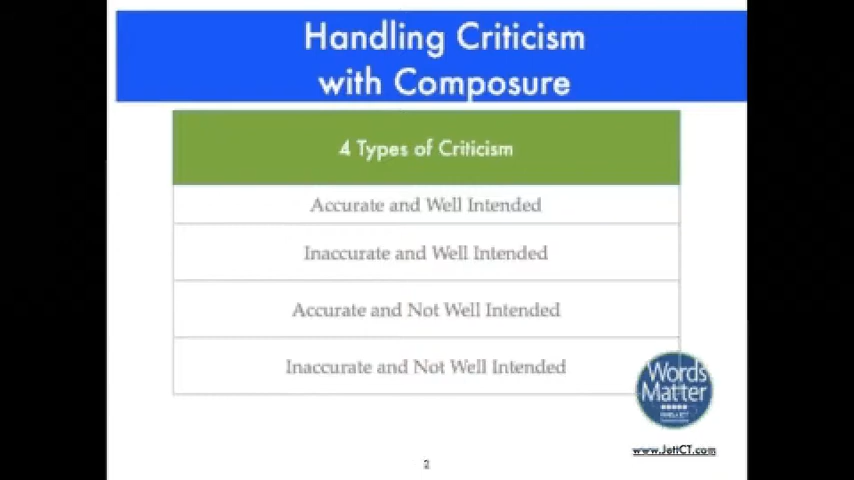 Handling Criticism
with Composure
4 Types of Criticism
Accurate and Well Intended
Inaccurate and Well Intended
Accurate and Not Well Intended
Inaccurate and Not Well Intended
Words
Matter
www.JettCT.com
2